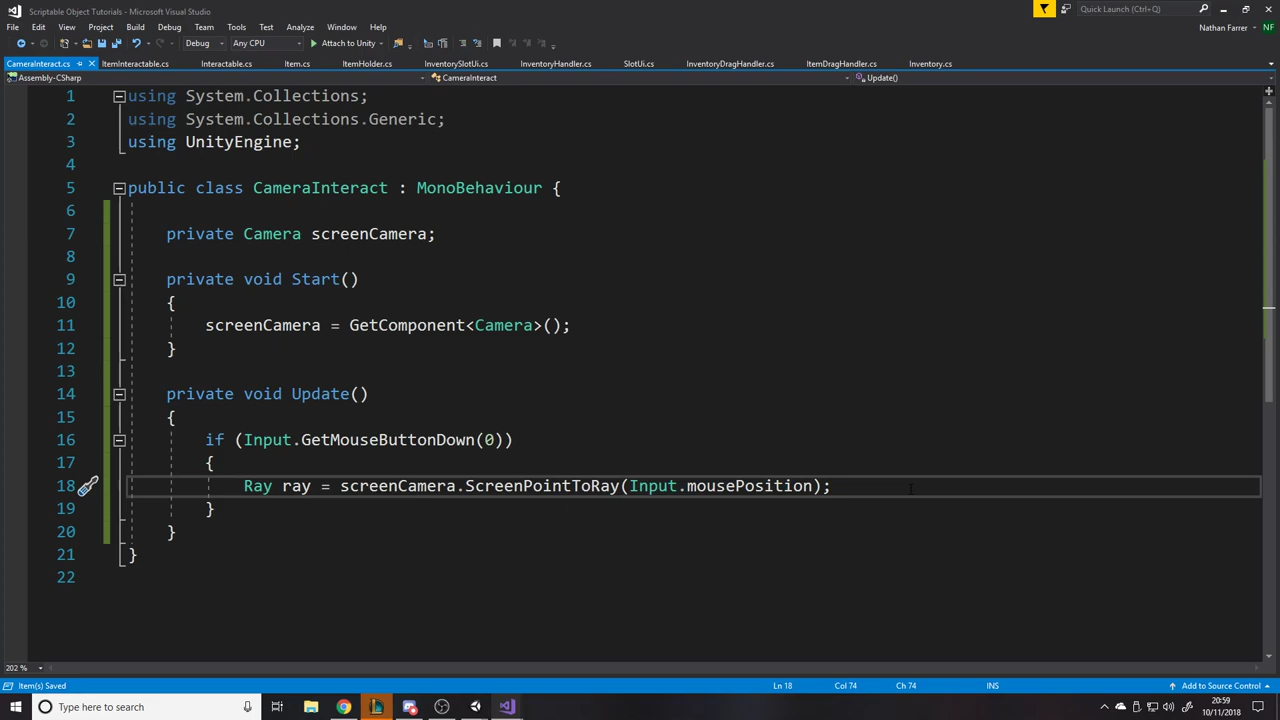 Scriptable Object Tutorials - Microsoft Visual Studio
Quick Launch (Ctrl+Q)
File Edit View Project Build Debug Team Tools Test Analyze Window Help
Nathan Farrer NF
Debug Any CPU Attach to Unity
CameraInteract.cs ItemInteractable.cs Interactable.cs Item.cs ItemHolder.cs InventorySlotUi.cs InventoryHandler.cs SlotUi.cs InventoryDragHandler.cs ItemDragHandler.cs Inventory.cs
Assembly-CSharp CameraInteract Update()
1 using System.Collections;
2 using System.Collections.Generic;
3 using UnityEngine;
4
5 public class CameraInteract : MonoBehaviour {
6
7 private Camera screenCamera;
8
9 private void Start()
10 {
11 screenCamera = GetComponent<Camera>();
12 }
13
14 private void Update()
15 {
16 if (Input.GetMouseButtonDown(0))
17 {
18 Ray ray = screenCamera.ScreenPointToRay(Input.mousePosition);
19 }
20 }
21 }
22
202 %
Item(s) Saved Ln 18 Col 74 Ch 74 INS Add to Source Control
Type here to search 20:59
10/11/2018